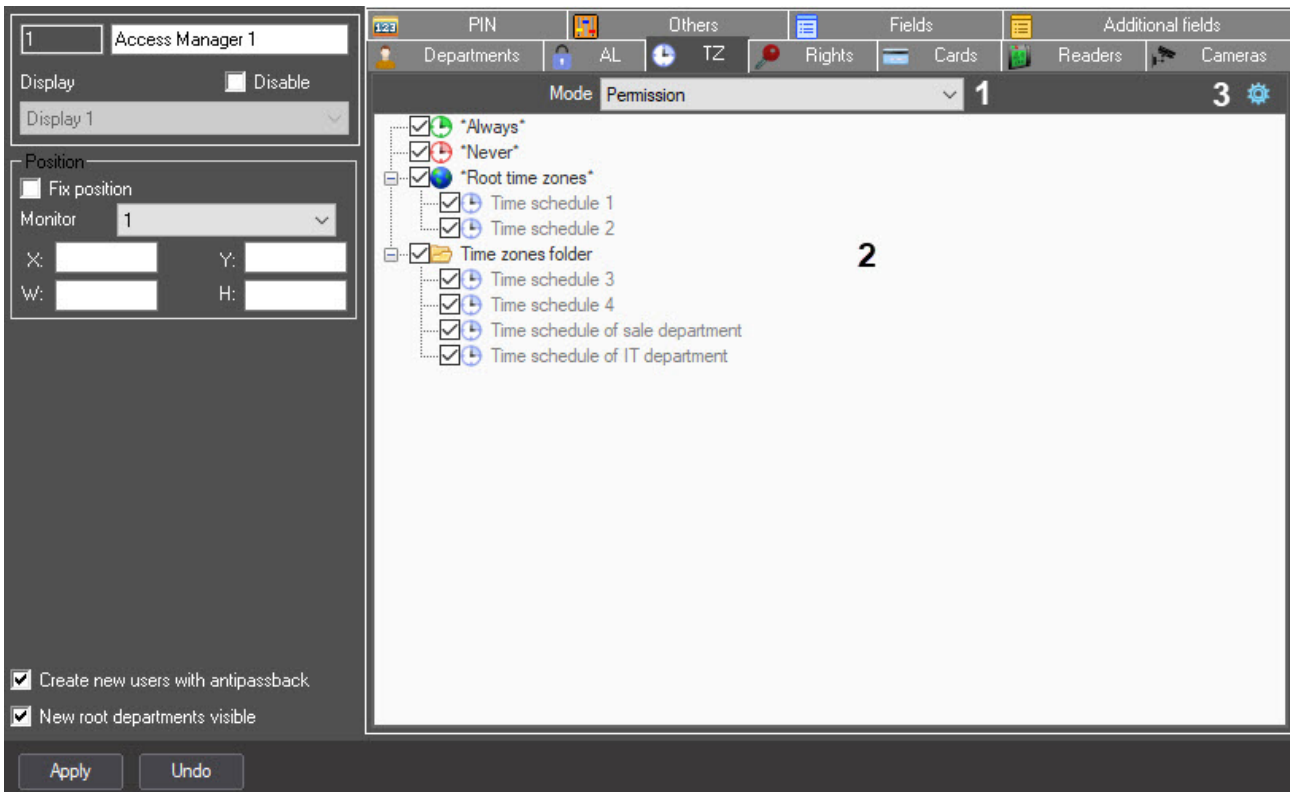 1 Access Manager 1
Display Disable
Display 1
Position
Fix position
Monitor 1
X: Y:
W: H:
Create new users with antipassback
New root departments visible
Apply Undo
123 PIN Others Fields Additional fields
Departments AL TZ Rights Cards Readers Cameras
Mode Permission 1 3
*Always*
*Never*
*Root time zones*
Time schedule 1
Time schedule 2
Time zones folder
2
Time schedule 3
Time schedule 4
Time schedule of sale department
Time schedule of IT department